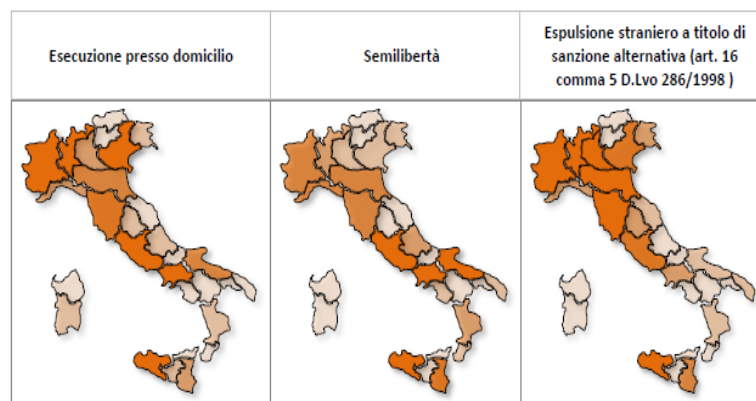 Esecuzione presso domicilio
Semilibertà
Espulsione straniero a titolo di
sanzione alternativa (art. 16
comma 5 D.Lvo 286/1998 )